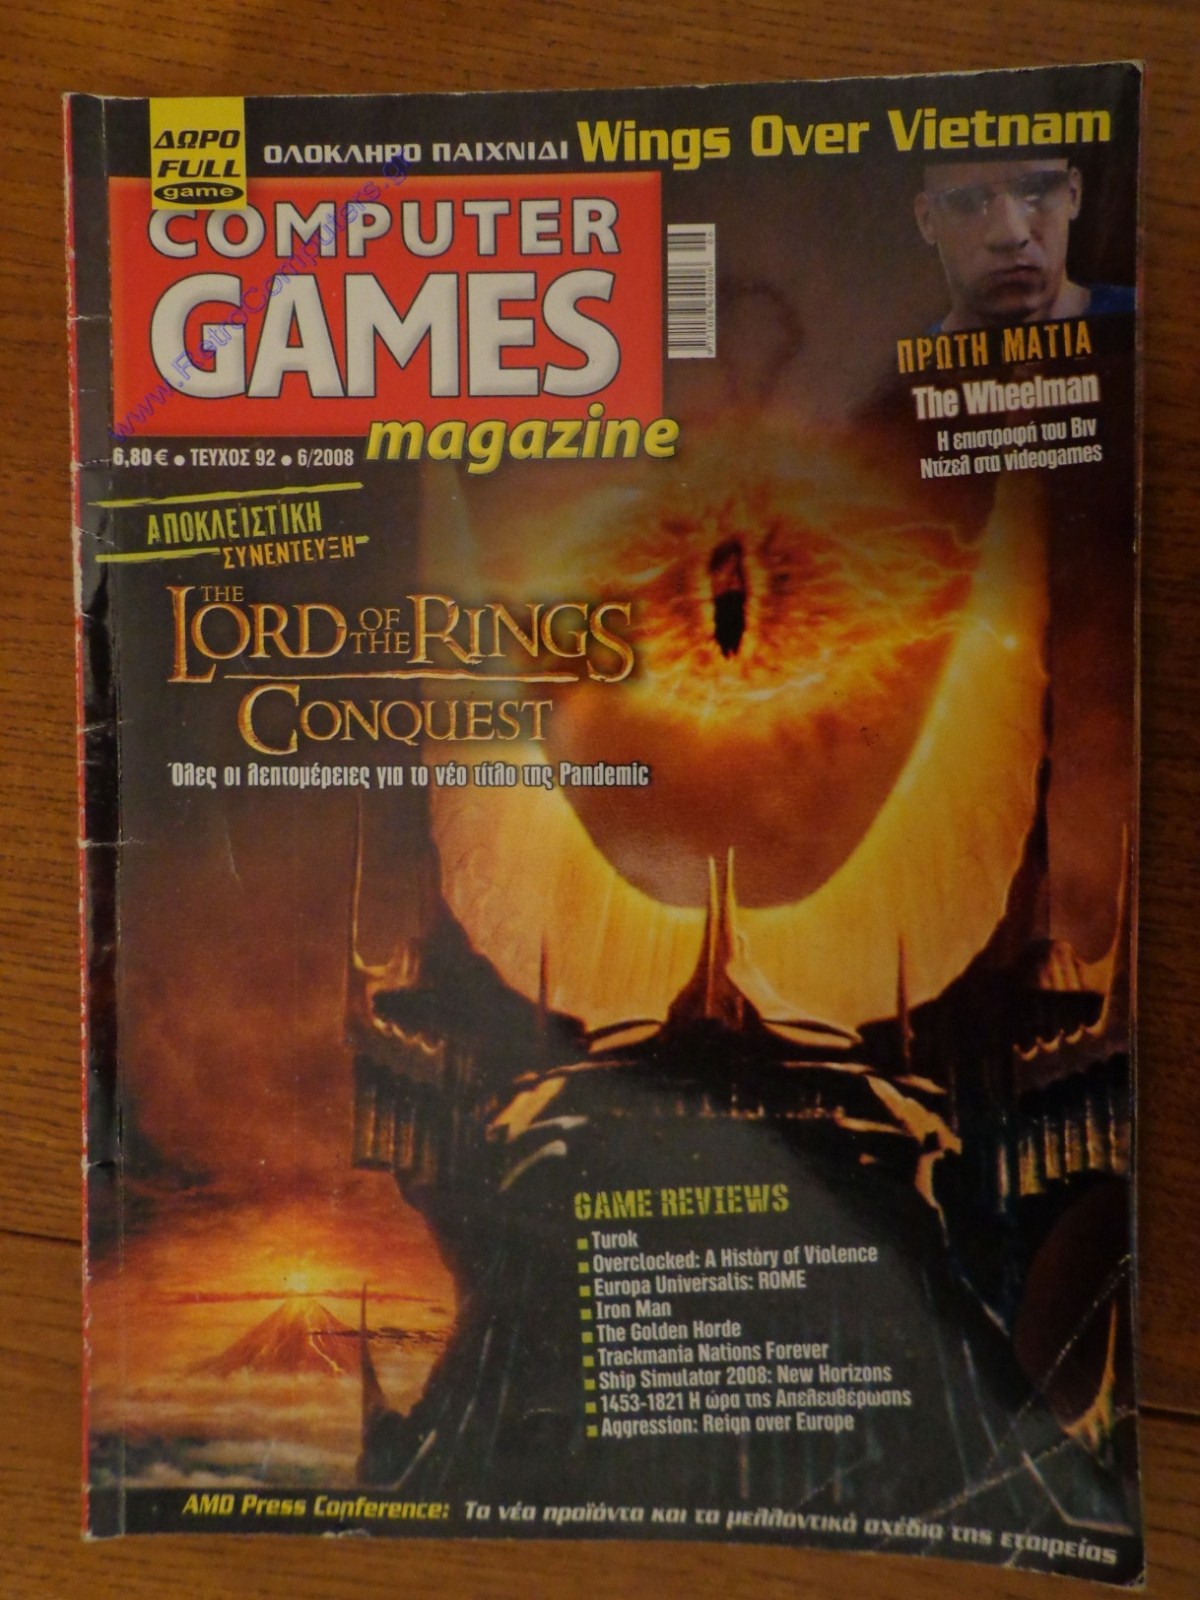 ΔΩΡΟ
FULL
game
ΟΛΟΚΛΗΡΟ ΠΑΙΧΝΙΔΙ Wings Over Vietnam
COMPUTER
GAMES
magazine
www.RetroComputers.gr
6,80€ ● ΤΕΥΧΟΣ 92 ● 6/2008
ΠΡΩΤΗ ΜΑΤΙΑ
The Wheelman
Η επιστροφή του Βιν
Ντίζελ στα videogames
ΑΠΟΚΛΕΙΣΤΙΚΗ
ΣΥΝΕΝΤΕΥΞΗ
THE
LORD OF THE RINGS
CONQUEST
Όλες οι λεπτομέρειες για το νέο τίτλο της Pandemic
GAME REVIEWS
Turok
Overclocked: A History of Violence
Europa Universalis: ROME
Iron Man
The Golden Horde
Trackmania Nations Forever
Ship Simulator 2008: New Horizons
1453-1821 Η ώρα της Απελευθέρωσης
Aggression: Reign over Europe
AMD Press Conference: Τα νέα προϊόντα και τα μελλοντικά σχέδια της εταιρείας